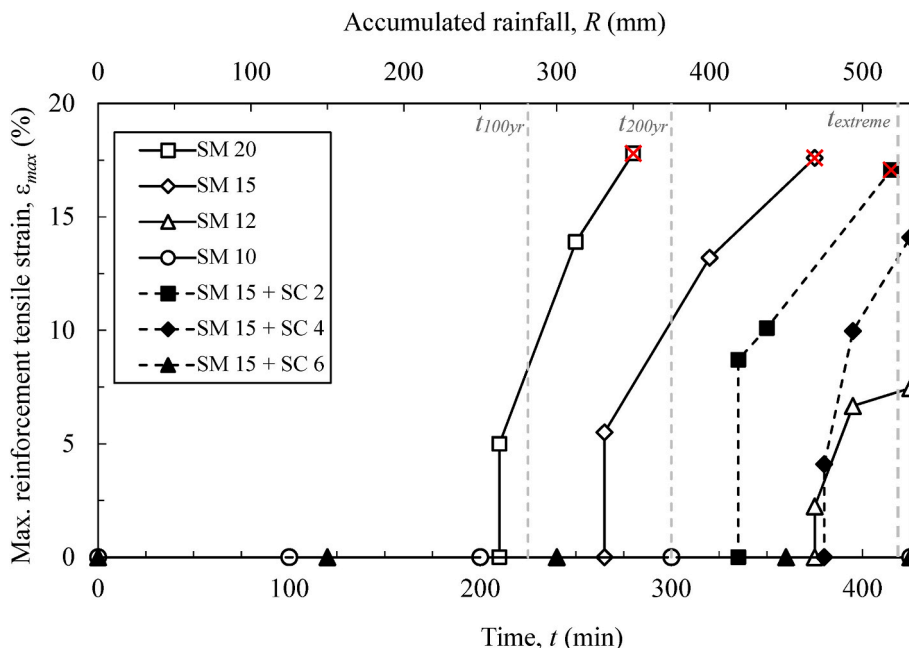 Accumulated rainfall, R (mm)
0 100 200 300 400 500
20
15
10
5
0
Max. reinforcement tensile strain, εmax (%)
t100yr
t200yr
textreme
SM 20
SM 15
SM 12
SM 10
SM 15 + SC 2
SM 15 + SC 4
SM 15 + SC 6
0 100 200 300 400
Time, t (min)